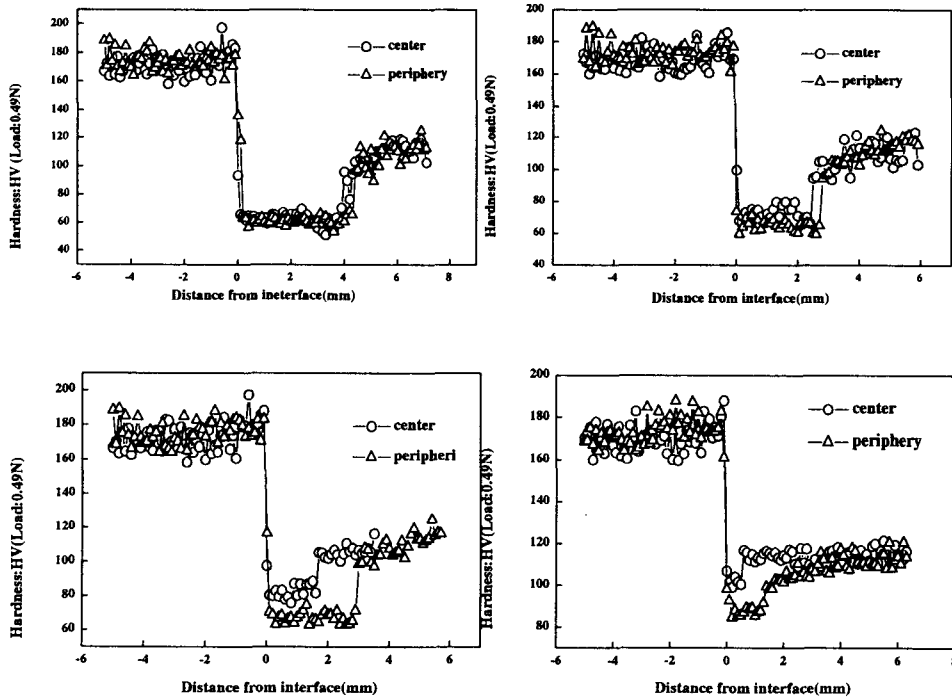 200
180
160
140
120
100
80
60
40
Hardness:HV (Load:0.49N)
center
periphery
-6 -4 -2 0 2 4 6 8
Distance from ineterface(mm)
200
180
160
140
120
100
80
60
40
Hardness:HV(Load:0.49N)
center
periphery
-6 -4 -2 0 2 4 6
Distance from interface(mm)
200
180
160
140
120
100
80
60
Hardness:HV(Load:0.49N)
center
peripheri
-6 -4 -2 0 2 4 6
Distance from interface(mm)
200
180
160
140
120
100
80
Hardness:HV(Load:0.49N)
center
periphery
-6 -4 -2 0 2 4 6 8
Distance from interface(mm)